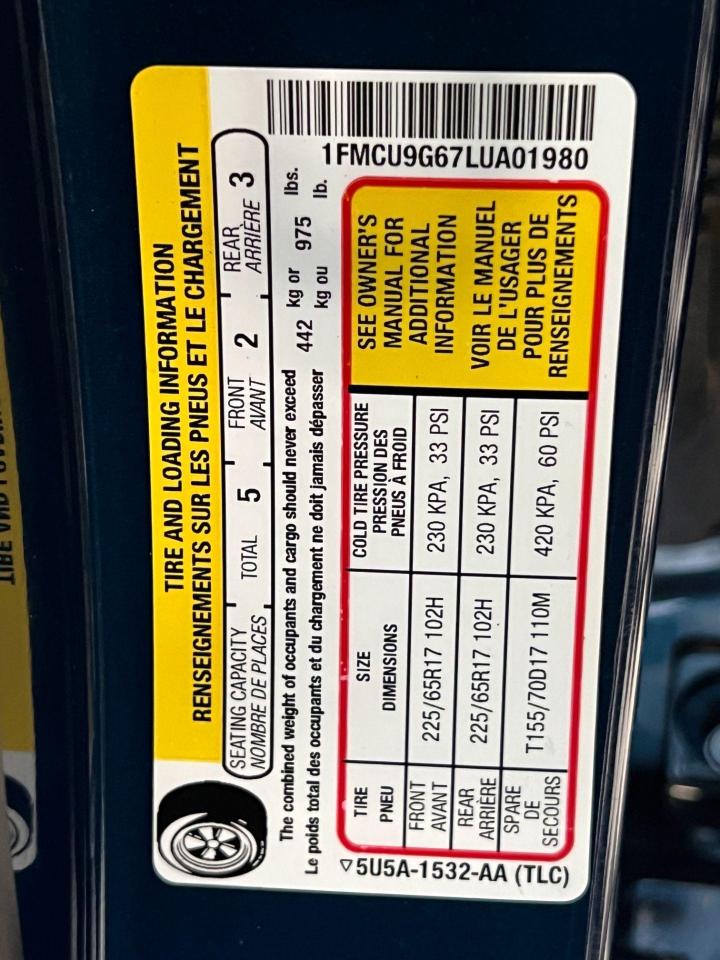 TIRE AND LOADING INFORMATION
RENSEIGNEMENTS SUR LES PNEUS ET LE CHARGEMENT
SEATING CAPACITY TOTAL 5 FRONT 2 REAR 3
NOMBRE DE PLACES AVANT ARRIÈRE
The combined weight of occupants and cargo should never exceed 442 kg or 975 lbs.
Le poids total des occupants et du chargement ne doit jamais dépasser kg ou lb.
1FMCU9G67LUA01980
TIRE SIZE COLD TIRE PRESSURE
PNEU DIMENSIONS PRESSION DES
PNEUS À FROID
FRONT
AVANT 225/65R17 102H 230 KPA, 33 PSI
REAR
ARRIÈRE 225/65R17 102H 230 KPA, 33 PSI
SPARE
DE
SECOURS T155/70D17 110M 420 KPA, 60 PSI
SEE OWNER'S
MANUAL FOR
ADDITIONAL
INFORMATION
VOIR LE MANUEL
DE L'USAGER
POUR PLUS DE
RENSEIGNEMENTS
▽5U5A-1532-AA (TLC)